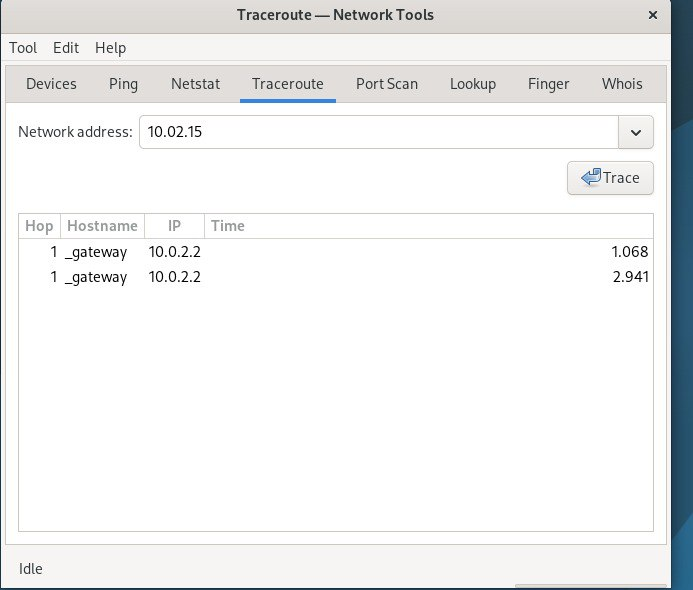 Traceroute — Network Tools ×
Tool Edit Help
Devices Ping Netstat Traceroute Port Scan Lookup Finger Whois
Network address: 10.02.15
Trace
Hop Hostname IP Time
1 _gateway 10.0.2.2 1.068
1 _gateway 10.0.2.2 2.941
Idle